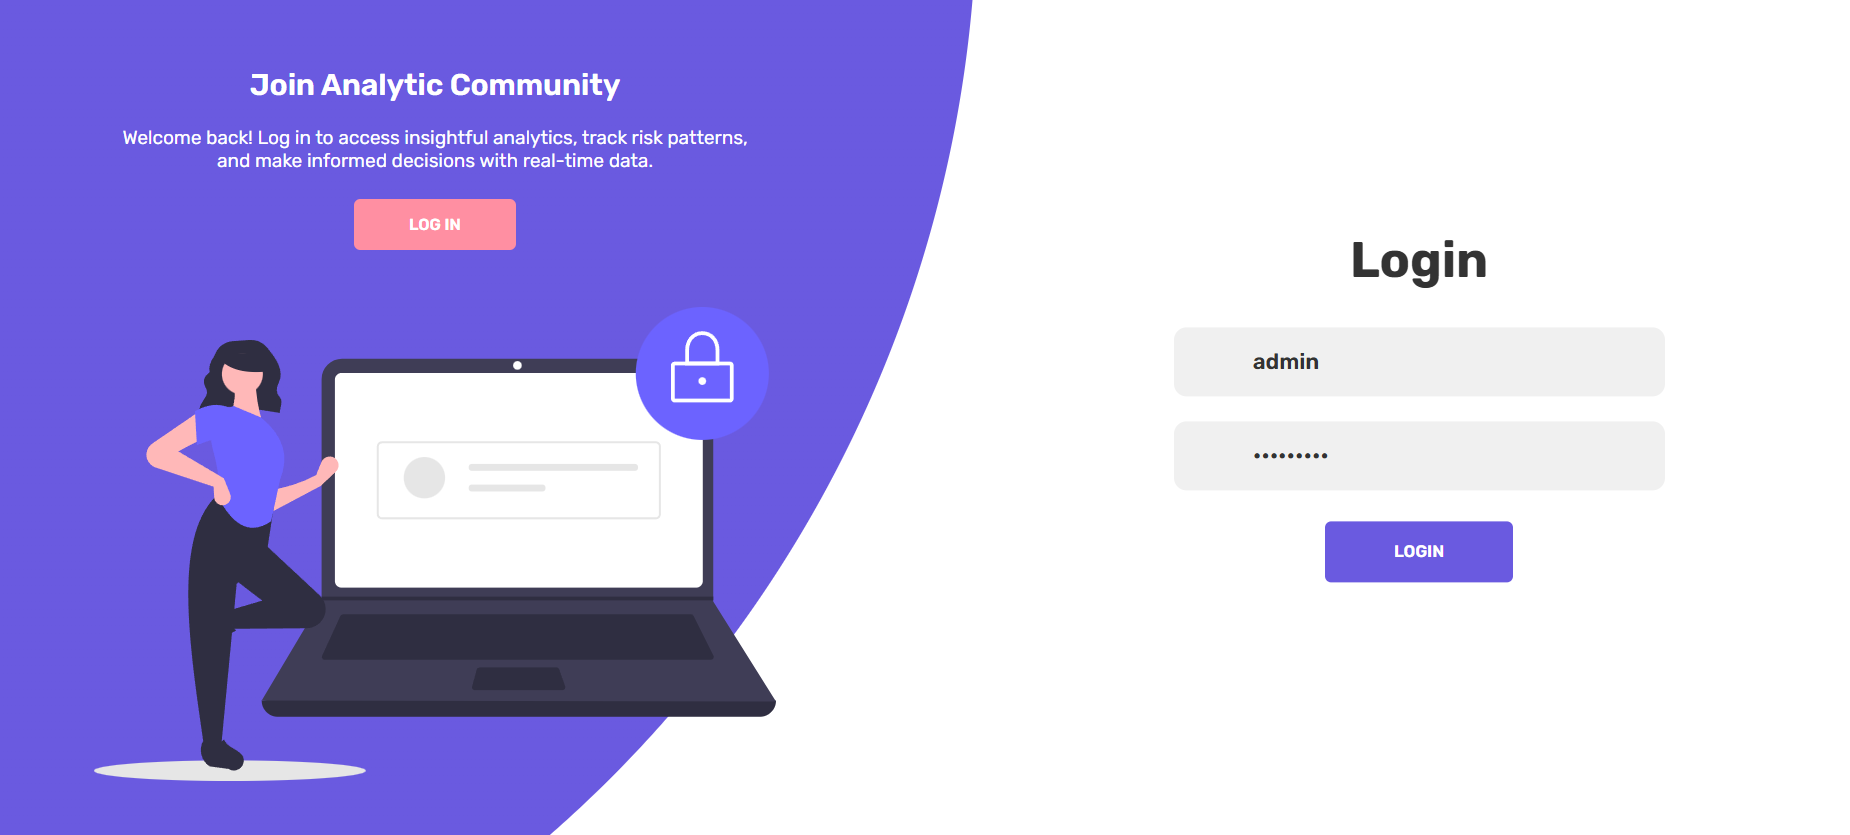 Join Analytic Community
Welcome back! Log in to access insightful analytics, track risk patterns,
and make informed decisions with real-time data.
LOG IN
Login
admin
•••••••••
LOGIN